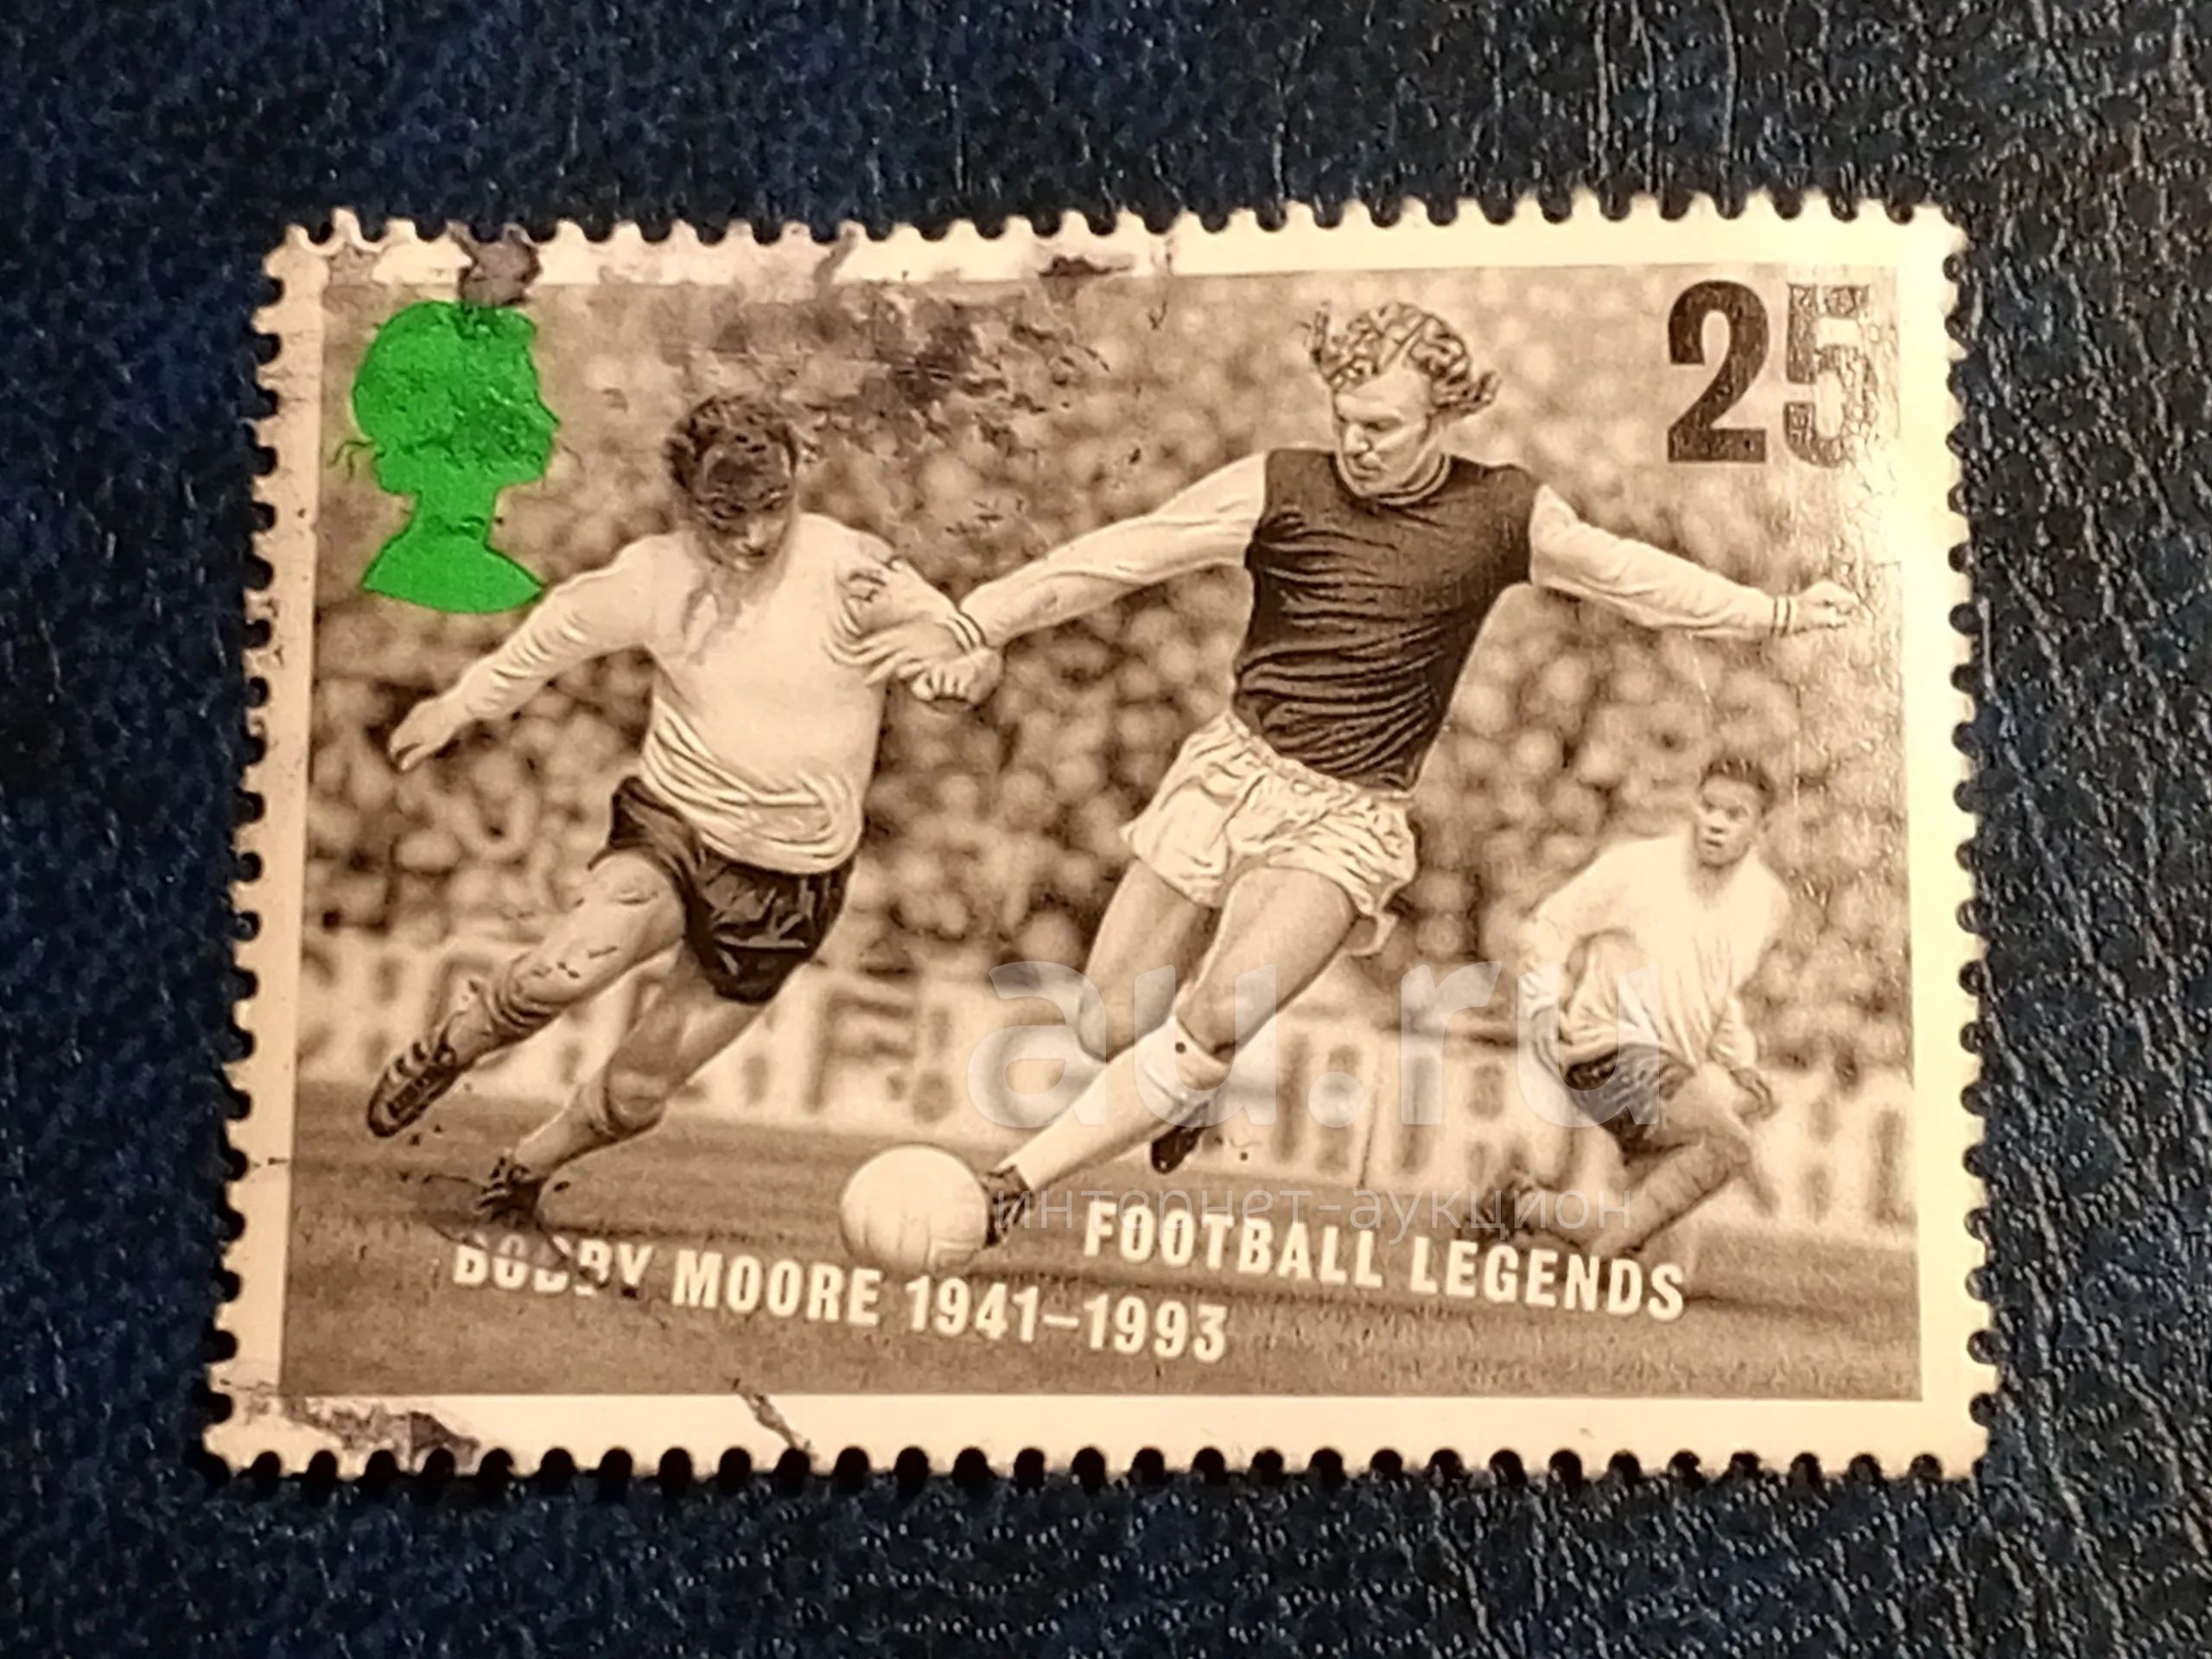 25
au.ru
интернет-аукцион
FOOTBALL LEGENDS
BOBBY MOORE 1941–1993